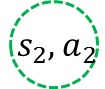 s₂, a₂